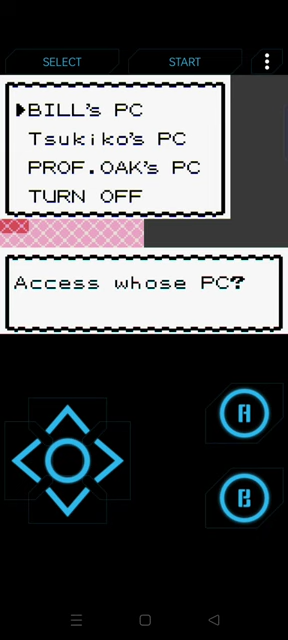 SELECT
START
BILL's PC
Tsukiko's PC
PROF.OAK's PC
TURN OFF
Access whose PC?
A
B